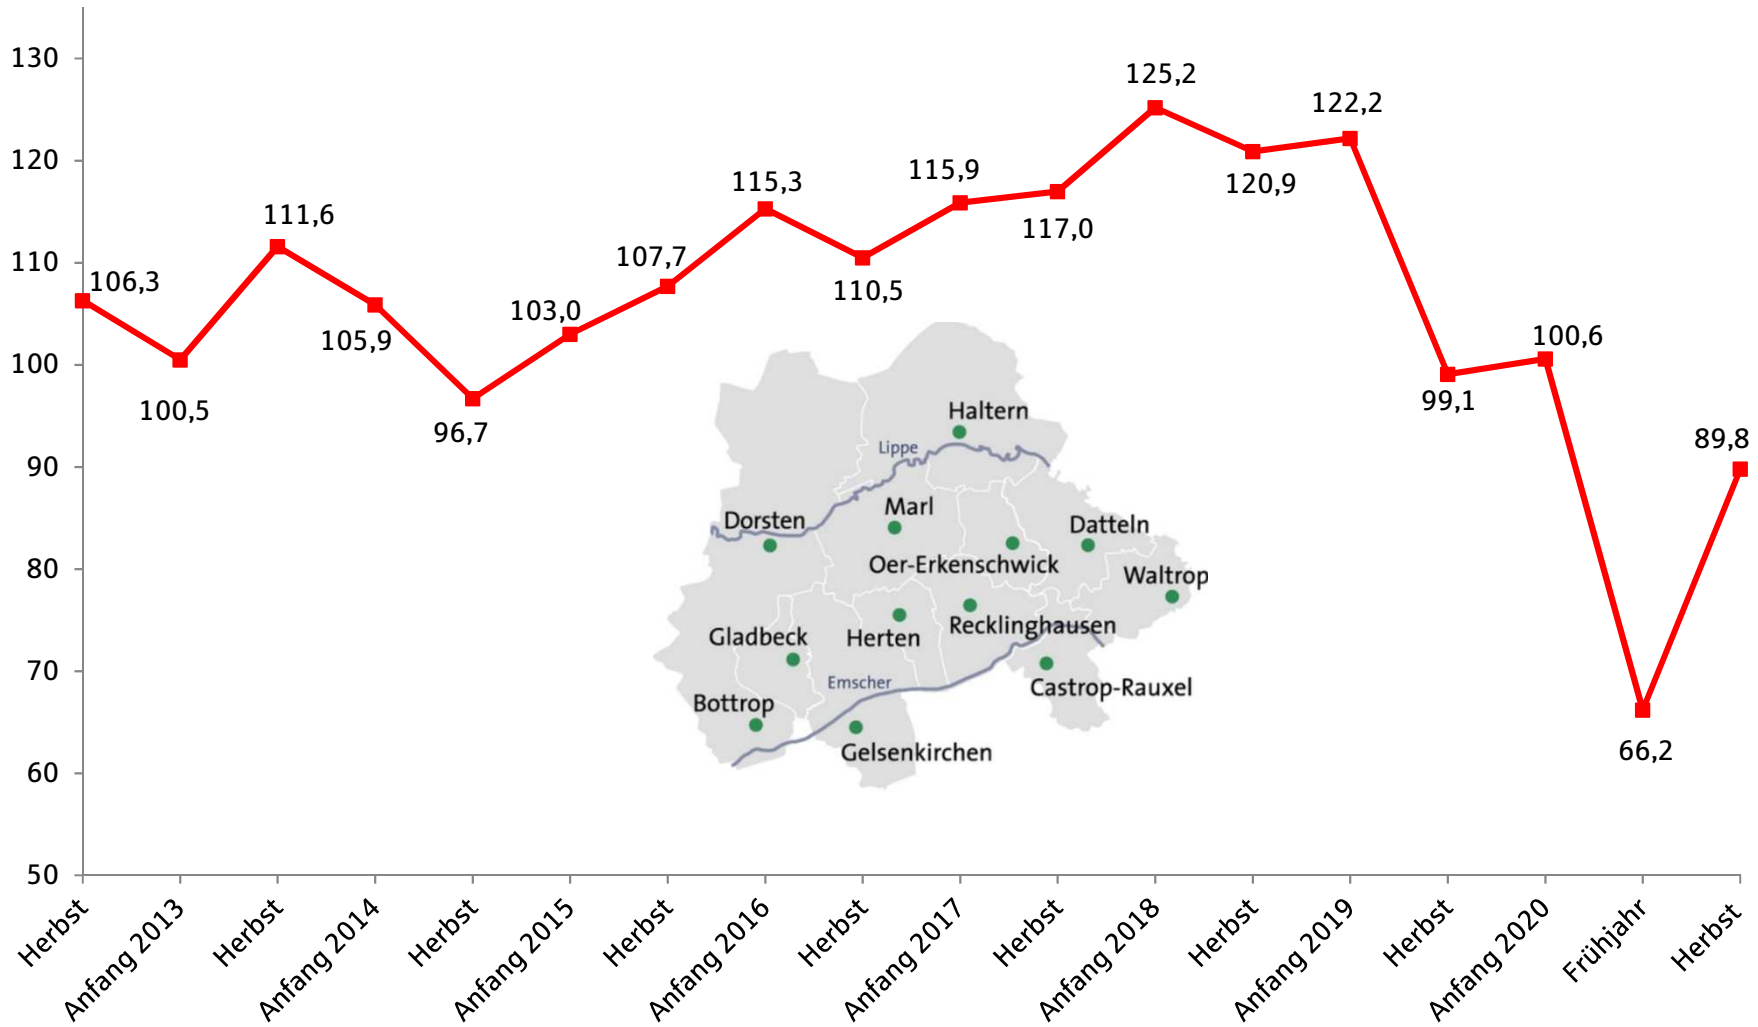 130
120
110
100
90
80
70
60
50
106,3
100,5
111,6
105,9
96,7
103,0
107,7
115,3
110,5
115,9
117,0
125,2
120,9
122,2
99,1
100,6
66,2
89,8
Haltern
Lippe
Marl
Dorsten
Datteln
Oer-Erkenschwick
Waltrop
Recklinghausen
Gladbeck
Herten
Emscher
Castrop-Rauxel
Bottrop
Gelsenkirchen
Herbst
Anfang 2013
Herbst
Anfang 2014
Herbst
Anfang 2015
Herbst
Anfang 2016
Herbst
Anfang 2017
Herbst
Anfang 2018
Herbst
Anfang 2019
Herbst
Anfang 2020
Frühjahr
Herbst